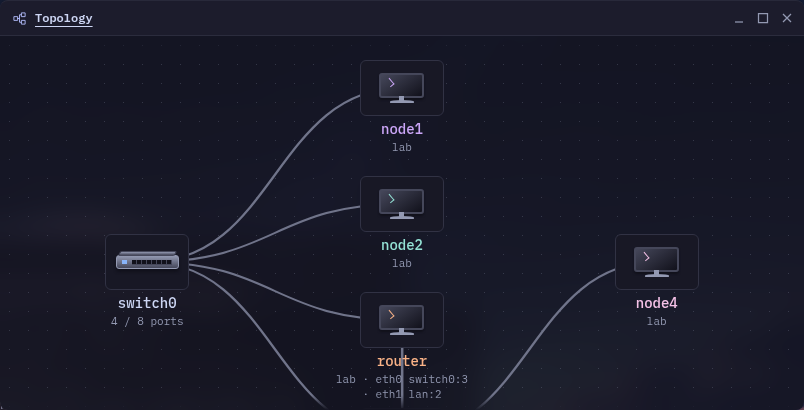 Topology
node1
lab
node2
lab
switch0
4 / 8 ports
node4
lab
router
lab · eth0 switch0:3
· eth1 lan:2